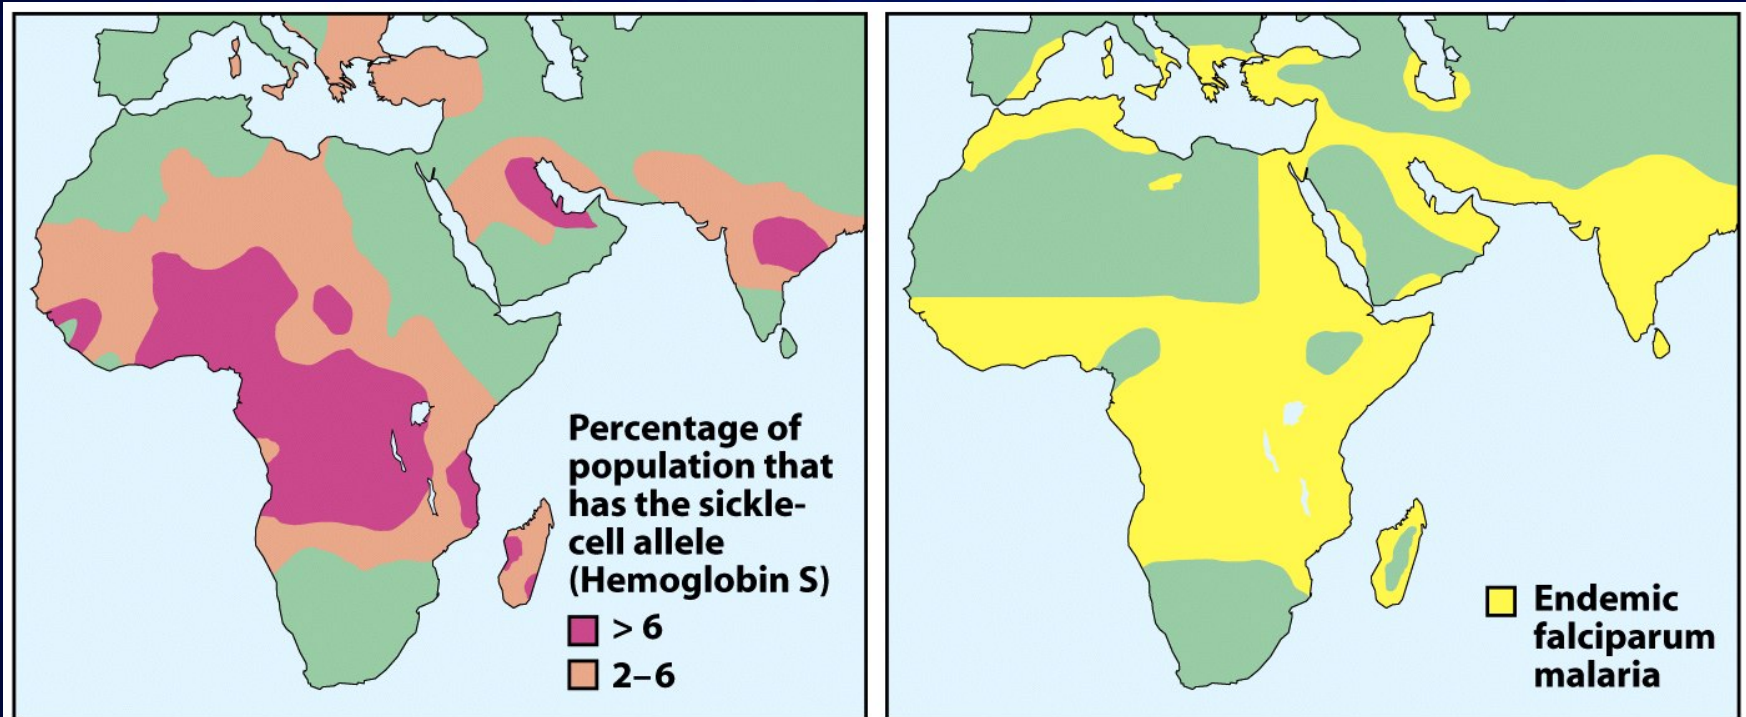 Percentage of
population that
has the sickle-
cell allele
(Hemoglobin S)
> 6
2–6
Endemic
falciparum
malaria